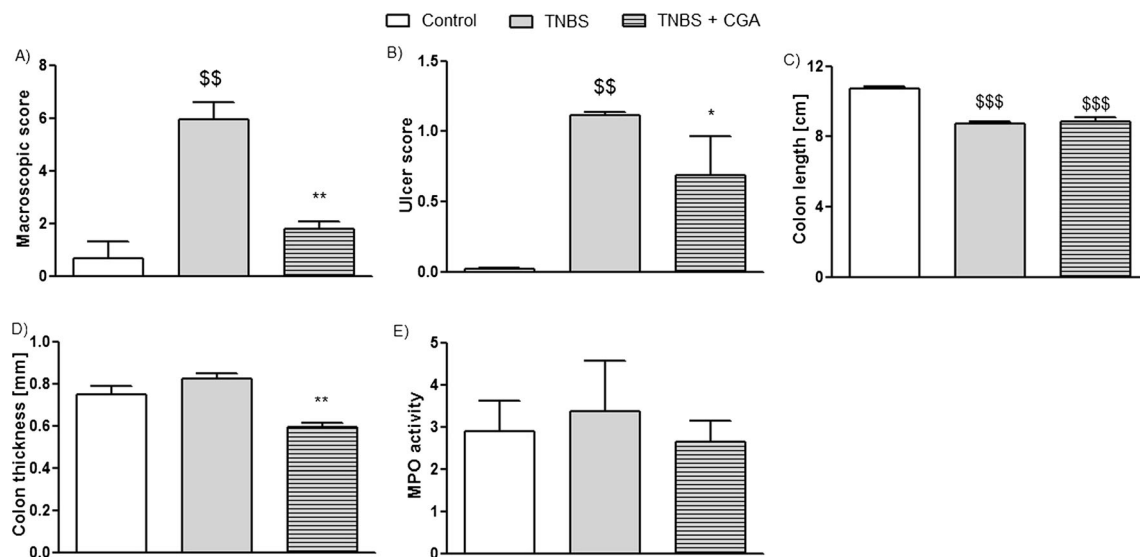 Control TNBS TNBS + CGA
A)
Macroscopic score
8
6
4
2
0
$$
**
B)
Ulcer score
1.5
1.0
0.5
0.0
$$
*
C)
Colon length [cm]
12
8
4
0
$$$
$$$
D)
Colon thickness [mm]
1.0
0.8
0.6
0.4
0.2
0.0
**
E)
MPO activity
5
4
3
2
1
0